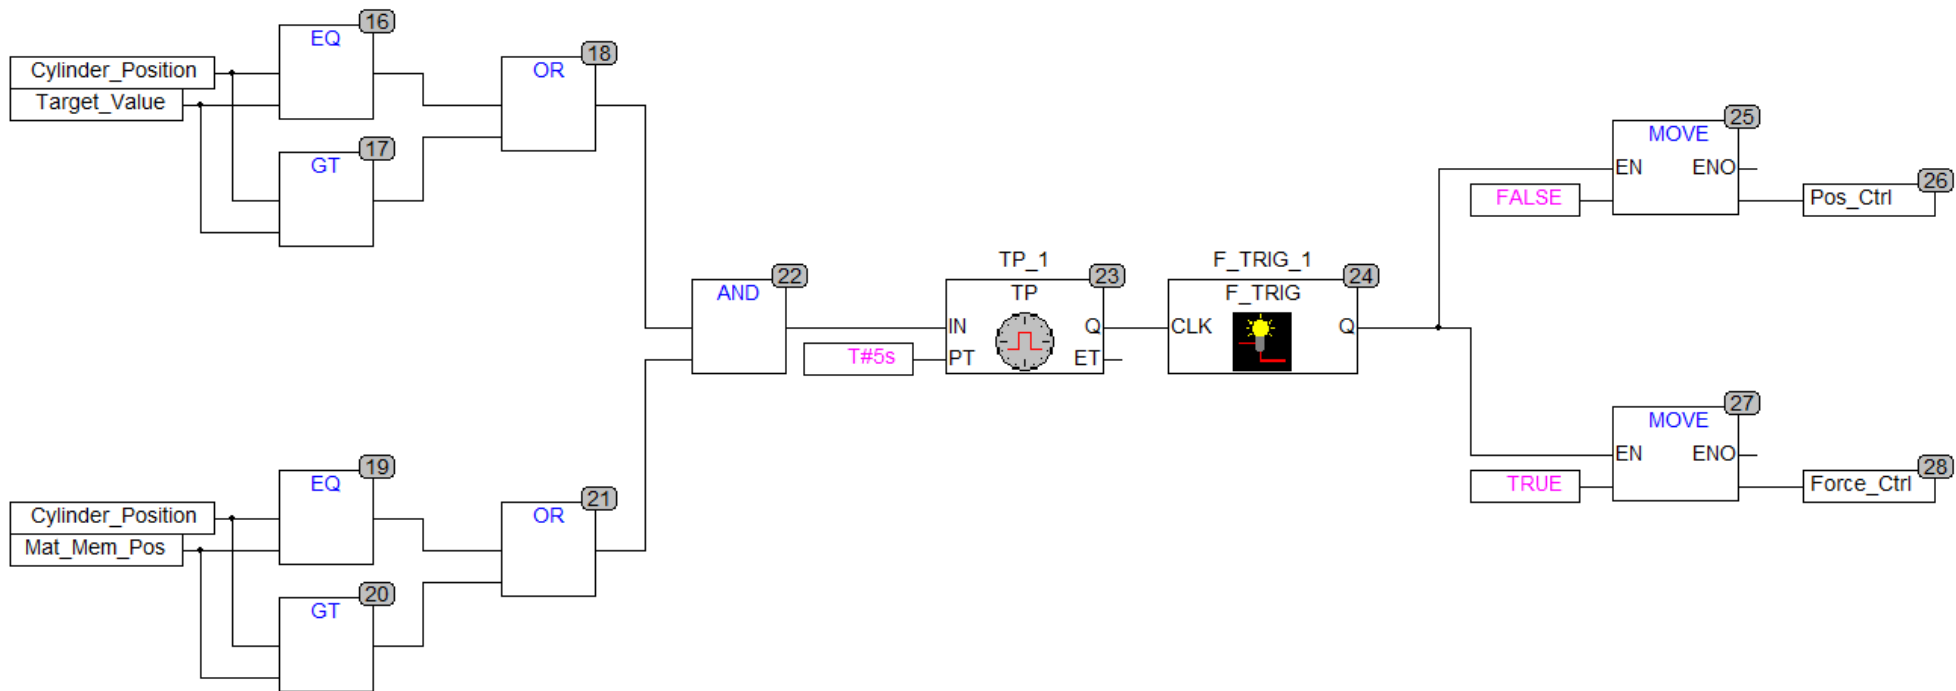 16
EQ
18
Cylinder_Position
OR
Target_Value
17
GT
25
MOVE
EN ENO
FALSE
26
Pos_Ctrl
22
AND
TP_1
23
TP
IN Q
T#5s
PT ET
F_TRIG_1
24
F_TRIG
CLK Q
27
MOVE
EN ENO
TRUE
28
Force_Ctrl
19
EQ
21
Cylinder_Position
OR
Mat_Mem_Pos
20
GT